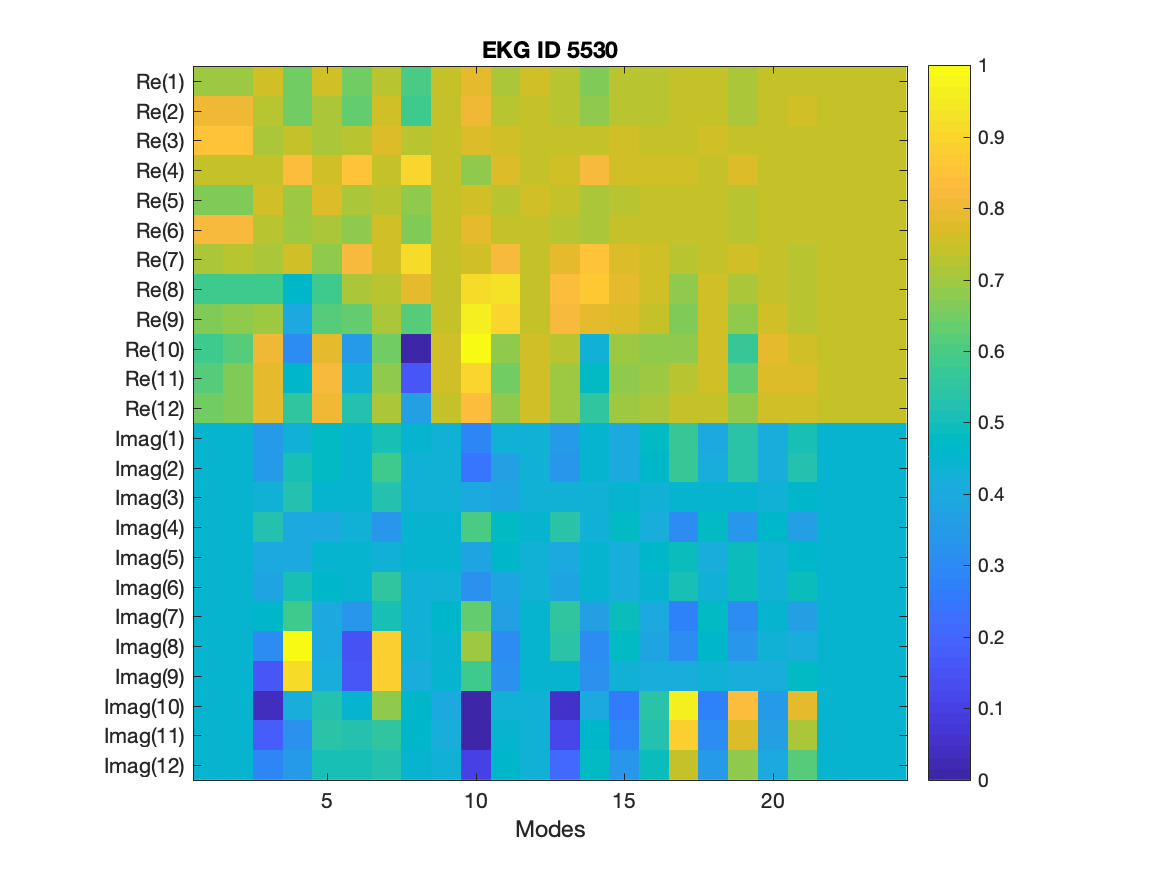 EKG ID 5530
Re(1)
Re(2)
Re(3)
Re(4)
Re(5)
Re(6)
Re(7)
Re(8)
Re(9)
Re(10)
Re(11)
Re(12)
Imag(1)
Imag(2)
Imag(3)
Imag(4)
Imag(5)
Imag(6)
Imag(7)
Imag(8)
Imag(9)
Imag(10)
Imag(11)
Imag(12)
5 10 15 20
Modes
1
0.9
0.8
0.7
0.6
0.5
0.4
0.3
0.2
0.1
0